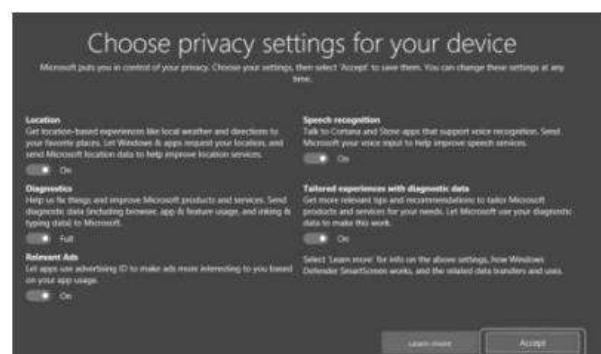 Choose privacy settings for your device
Microsoft puts you in control of your privacy. Choose your settings, then select 'Accept' to save them. You can change these settings at any
time.
Location
Get location-based experiences like local weather and directions to
your favorite places. Let Windows & apps request your location, and
send Microsoft location data to help improve location services.
On
Diagnostics
Help us fix things and improve Microsoft products and services. Send
diagnostic data (including browser, app & feature usage, and inking &
typing data) to Microsoft.
Full
Relevant Ads
Let apps use advertising ID to make ads more interesting to you based
on your app usage.
On
Speech recognition
Talk to Cortana and Store apps that support voice recognition. Send
Microsoft your voice input to help improve speech services.
On
Tailored experiences with diagnostic data
Get more relevant tips and recommendations to tailor Microsoft
products and services for your needs. Let Microsoft use your diagnostic
data to make this work.
On
Select 'Learn more' for info on the above settings, how Windows
Defender SmartScreen works, and the related data transfers and uses.
Learn more
Accept